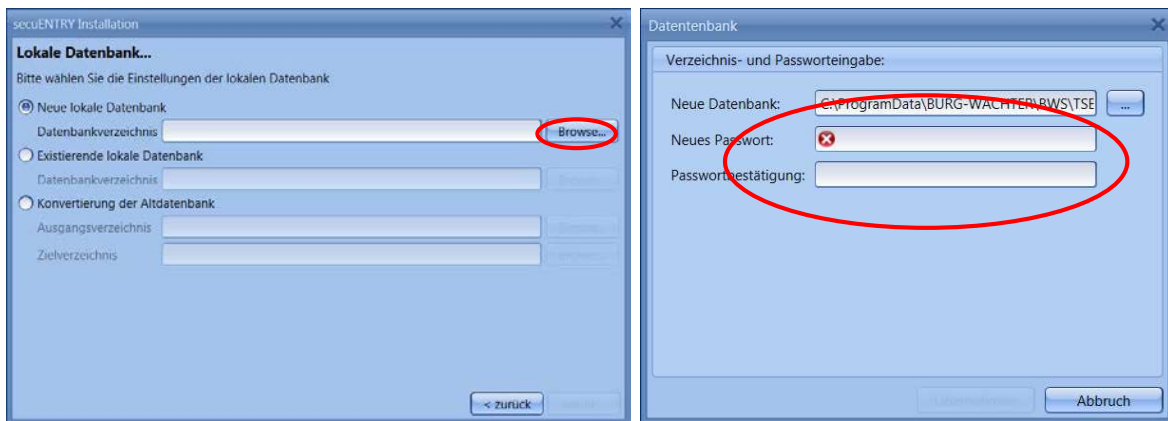 secuENTRY Installation
Lokale Datenbank...
Bitte wählen Sie die Einstellungen der lokalen Datenbank
Neue lokale Datenbank
Datenbankverzeichnis Browse...
Existierende lokale Datenbank
Datenbankverzeichnis
Konvertierung der Altdatenbank
Ausgangsverzeichnis
Zielverzeichnis
< zurück
Datentenbank
Verzeichnis- und Passworteingabe:
Neue Datenbank: C:\ProgramData\BURG-WÄCHTER\BWS\TSE ...
Neues Passwort:
Passwortbestätigung:
Abbruch